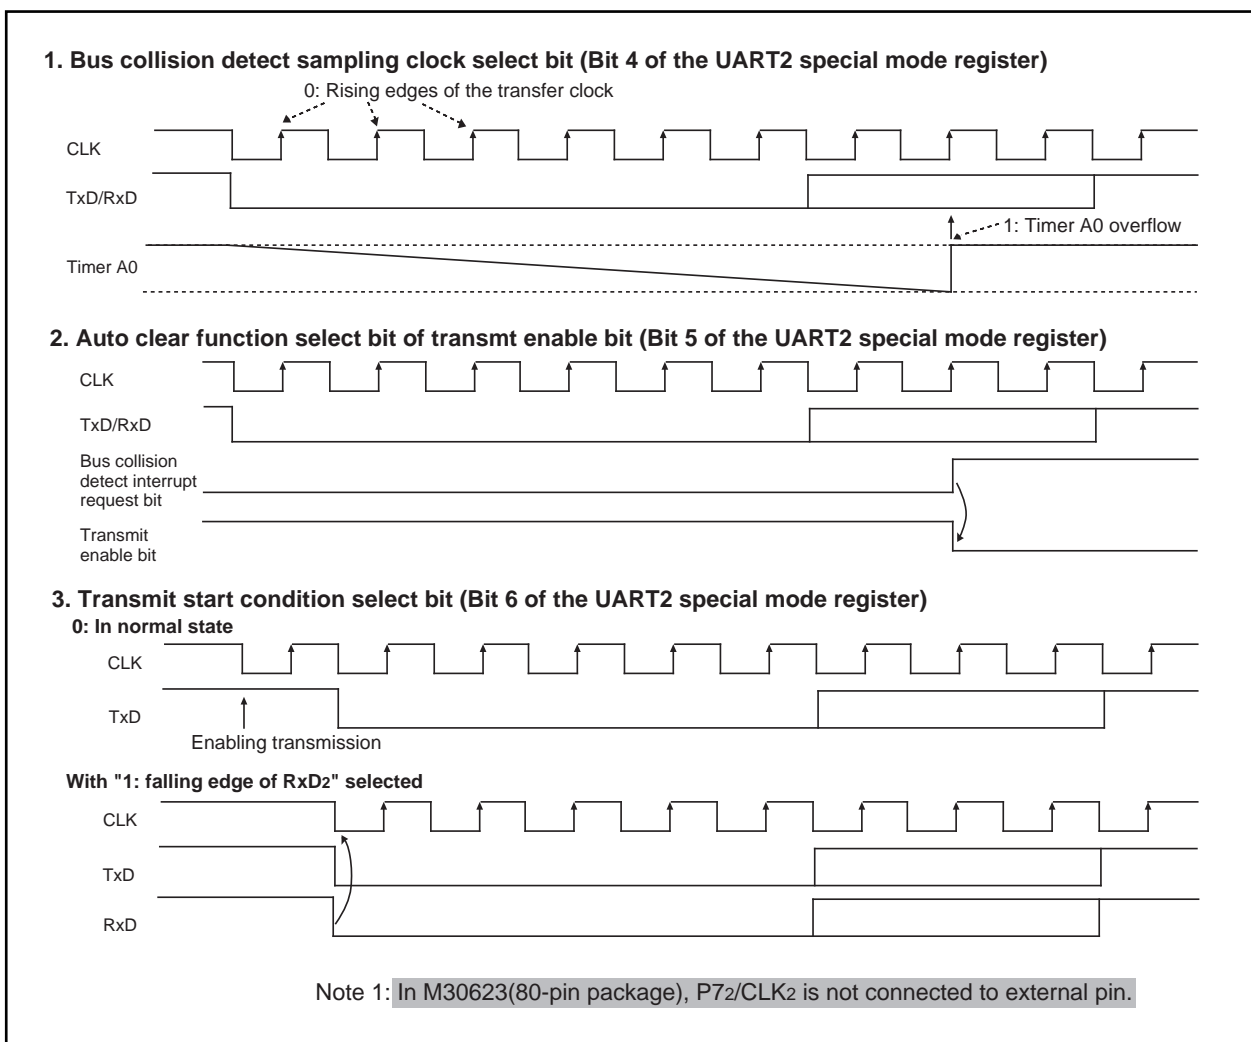 1. Bus collision detect sampling clock select bit (Bit 4 of the UART2 special mode register)
0: Rising edges of the transfer clock
CLK
TxD/RxD
1: Timer A0 overflow
Timer A0
2. Auto clear function select bit of transmt enable bit (Bit 5 of the UART2 special mode register)
CLK
TxD/RxD
Bus collision
detect interrupt
request bit
Transmit
enable bit
3. Transmit start condition select bit (Bit 6 of the UART2 special mode register)
0: In normal state
CLK
TxD
Enabling transmission
With "1: falling edge of RxD2" selected
CLK
TxD
RxD
Note 1: In M30623(80-pin package), P72/CLK2 is not connected to external pin.